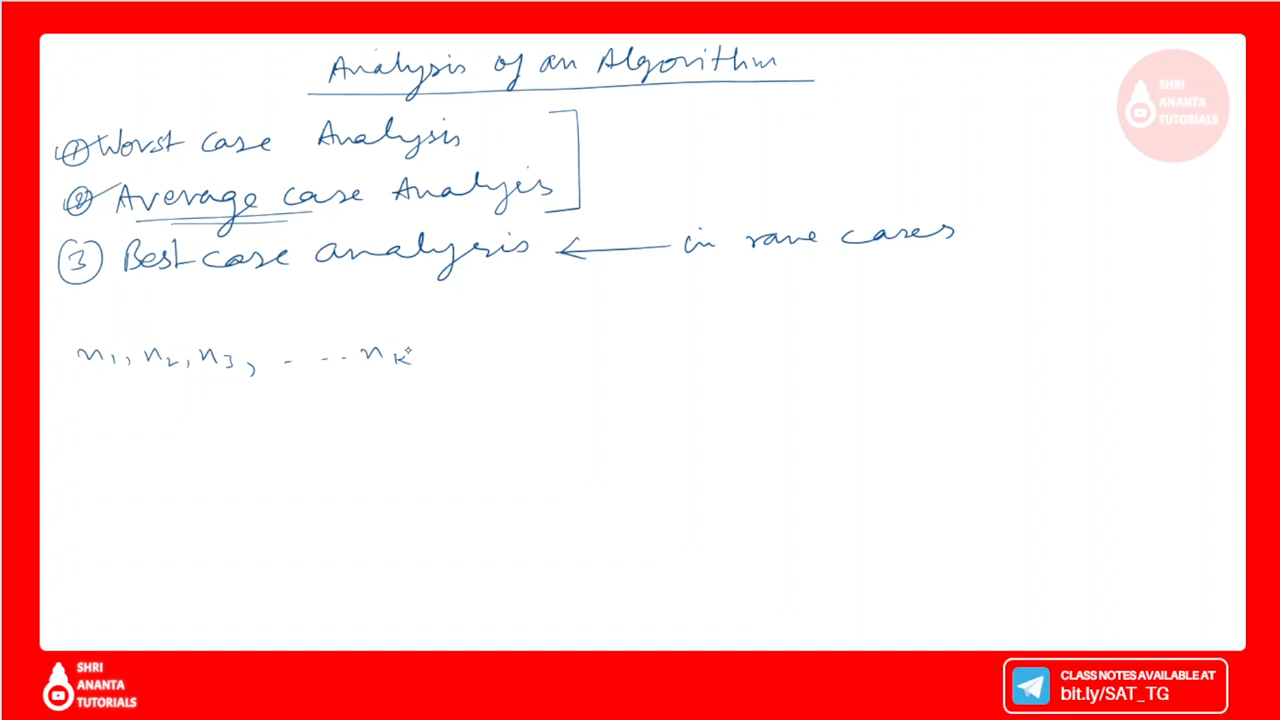 Analysis of an Algorithm
SHRI
ANANTA
TUTORIALS
① Worst case Analysis
② Average case Analysis
③ Best case analysis ← in rare cases
n1, n2, n3, - - - - nk
SHRI
ANANTA
TUTORIALS
CLASS NOTES AVAILABLE AT
bit.ly/SAT_TG